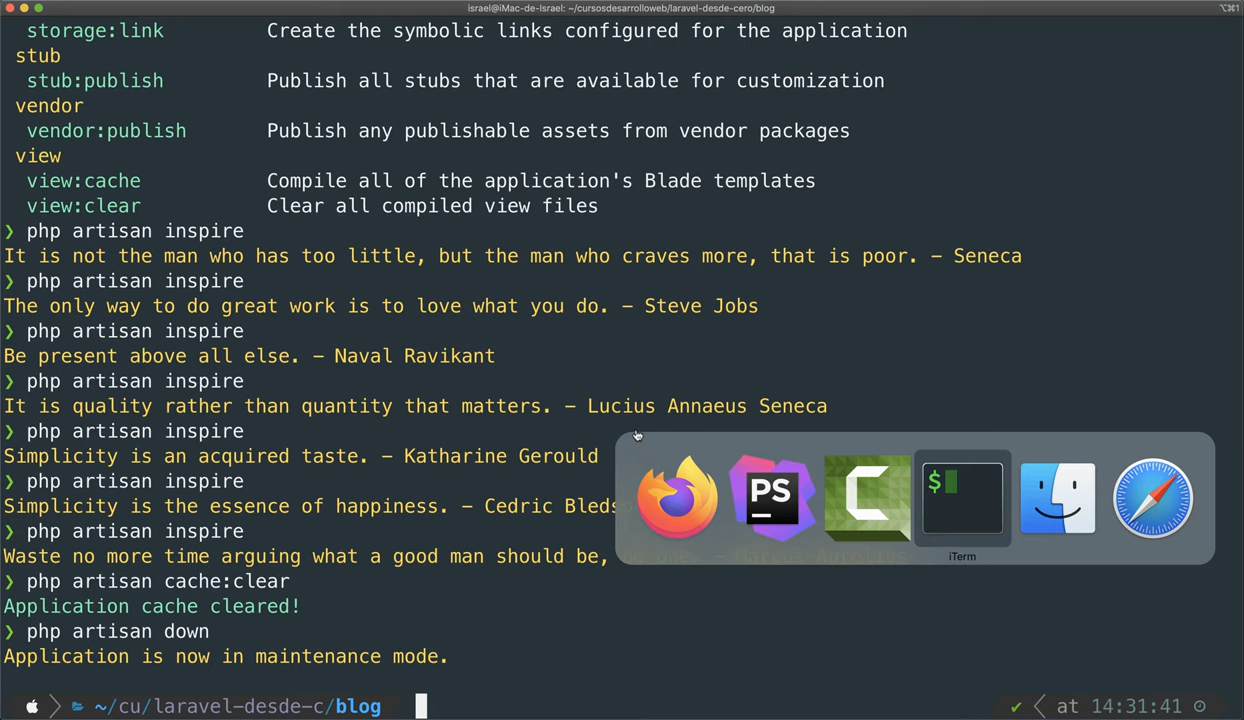 israel@iMac-de-Israel: ~/cursosdesarrolloweb/laravel-desde-cero/blog
⌥⌘1
storage:link Create the symbolic links configured for the application
stub
stub:publish Publish all stubs that are available for customization
vendor
vendor:publish Publish any publishable assets from vendor packages
view
view:cache Compile all of the application's Blade templates
view:clear Clear all compiled view files
❯ php artisan inspire
It is not the man who has too little, but the man who craves more, that is poor. – Seneca
❯ php artisan inspire
The only way to do great work is to love what you do. – Steve Jobs
❯ php artisan inspire
Be present above all else. – Naval Ravikant
❯ php artisan inspire
It is quality rather than quantity that matters. – Lucius Annaeus Seneca
❯ php artisan inspire
Simplicity is an acquired taste. – Katharine Gerould
❯ php artisan inspire
Simplicity is the essence of happiness. – Cedric
❯ php artisan inspire
Waste no more time arguing what a good man should be, be one. – Marcus Aurelius
❯ php artisan cache:clear
Application cache cleared!
❯ php artisan down
Application is now in maintenance mode.
PS
C
$
iTerm
~/cu/laravel-desde-c/blog
✔ at 14:31:41